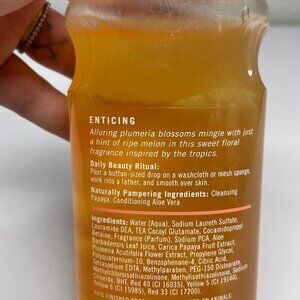 ENTICING
Alluring plumeria blossoms mingle with just
a hint of ripe melon in this sweet floral
fragrance inspired by the tropics.
Daily Beauty Ritual:
Pour a button-sized drop on a washcloth or mesh sponge,
work into a lather, and smooth over skin.
Naturally Pampering Ingredients: Cleansing
Papaya, Conditioning Aloe Vera
Ingredients: Water (Aqua), Sodium Laureth Sulfate,
Lauramide DEA, TEA Cocoyl Glutamate, Cocamidopropyl
Betaine, Fragrance (Parfum), Sodium PCA, Aloe
Barbadensis Leaf Juice, Carica Papaya Fruit Extract,
Plumeria Acutifolia Flower Extract, Propylene Glycol,
Polyquaternium-10, Benzophenone-4, Citric Acid,
Tetrasodium EDTA, Methylparaben, PEG-150 Distearate,
Methylchloroisothiazolinone, Methylisothiazolinone, Sodium
Chloride, BHT, Red 40 (CI 16035), Yellow 5 (CI 19140),
Yellow 6 (CI 15985), Red 33 (CI 17200).
THIS FINISHED ON ANIMAL